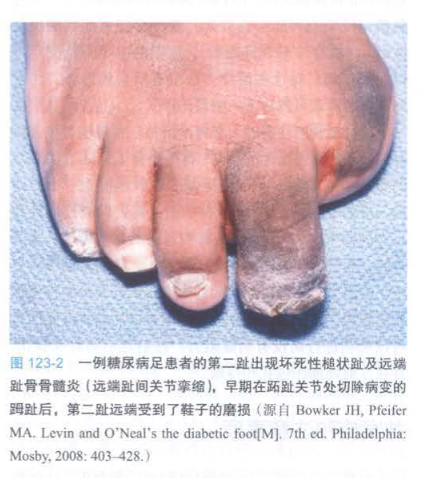 图 123-2 一例糖尿病足患者的第二趾出现坏死性槌状趾及远端
趾骨骨髓炎（远端趾间关节挛缩），早期在跖趾关节处切除病变的
踇趾后，第二趾远端受到了鞋子的磨损（源自 Bowker JH, Pfeifer
MA. Levin and O'Neal's the diabetic foot[M]. 7th ed. Philadelphia:
Mosby, 2008: 403–428.）